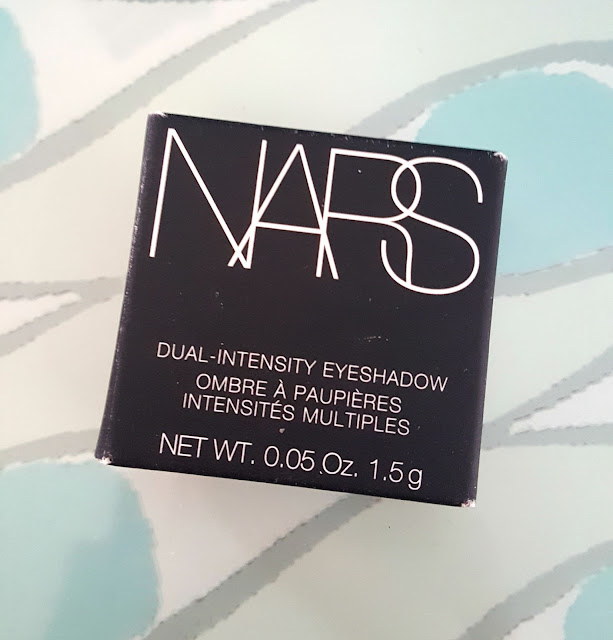 NARS
DUAL-INTENSITY EYESHADOW
OMBRE À PAUPIÈRES
INTENSITÉS MULTIPLES
NET WT. 0.05 Oz. 1.5 g